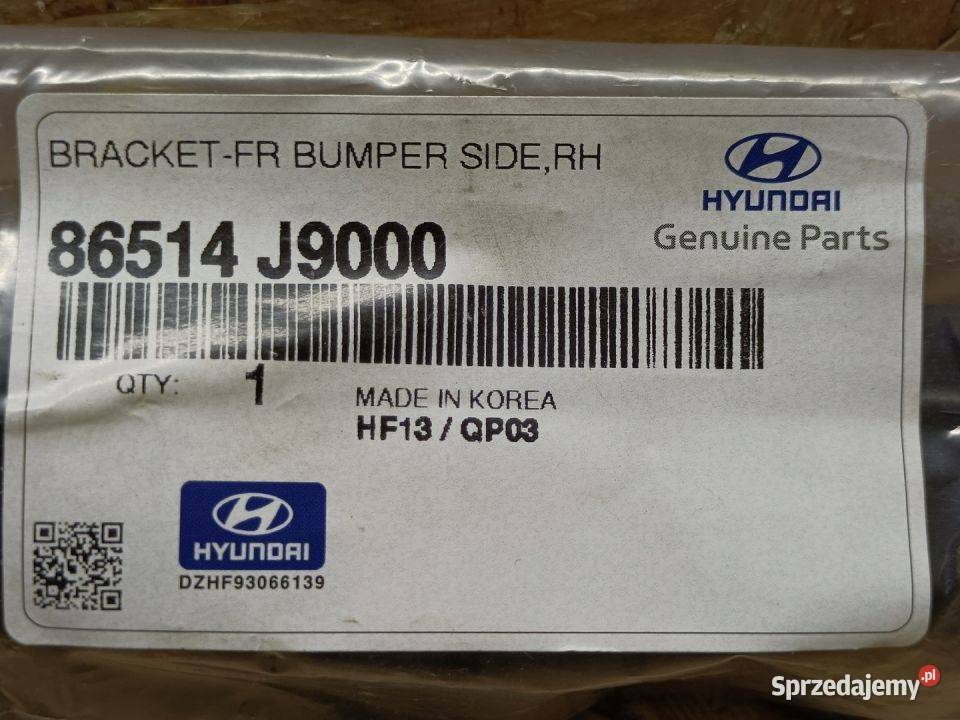 BRACKET-FR BUMPER SIDE,RH
HYUNDAI
Genuine Parts
86514 J9000
QTY: 1
MADE IN KOREA
HF13 / QP03
HYUNDAI
DZHF93066139
Sprzedajemy.pl